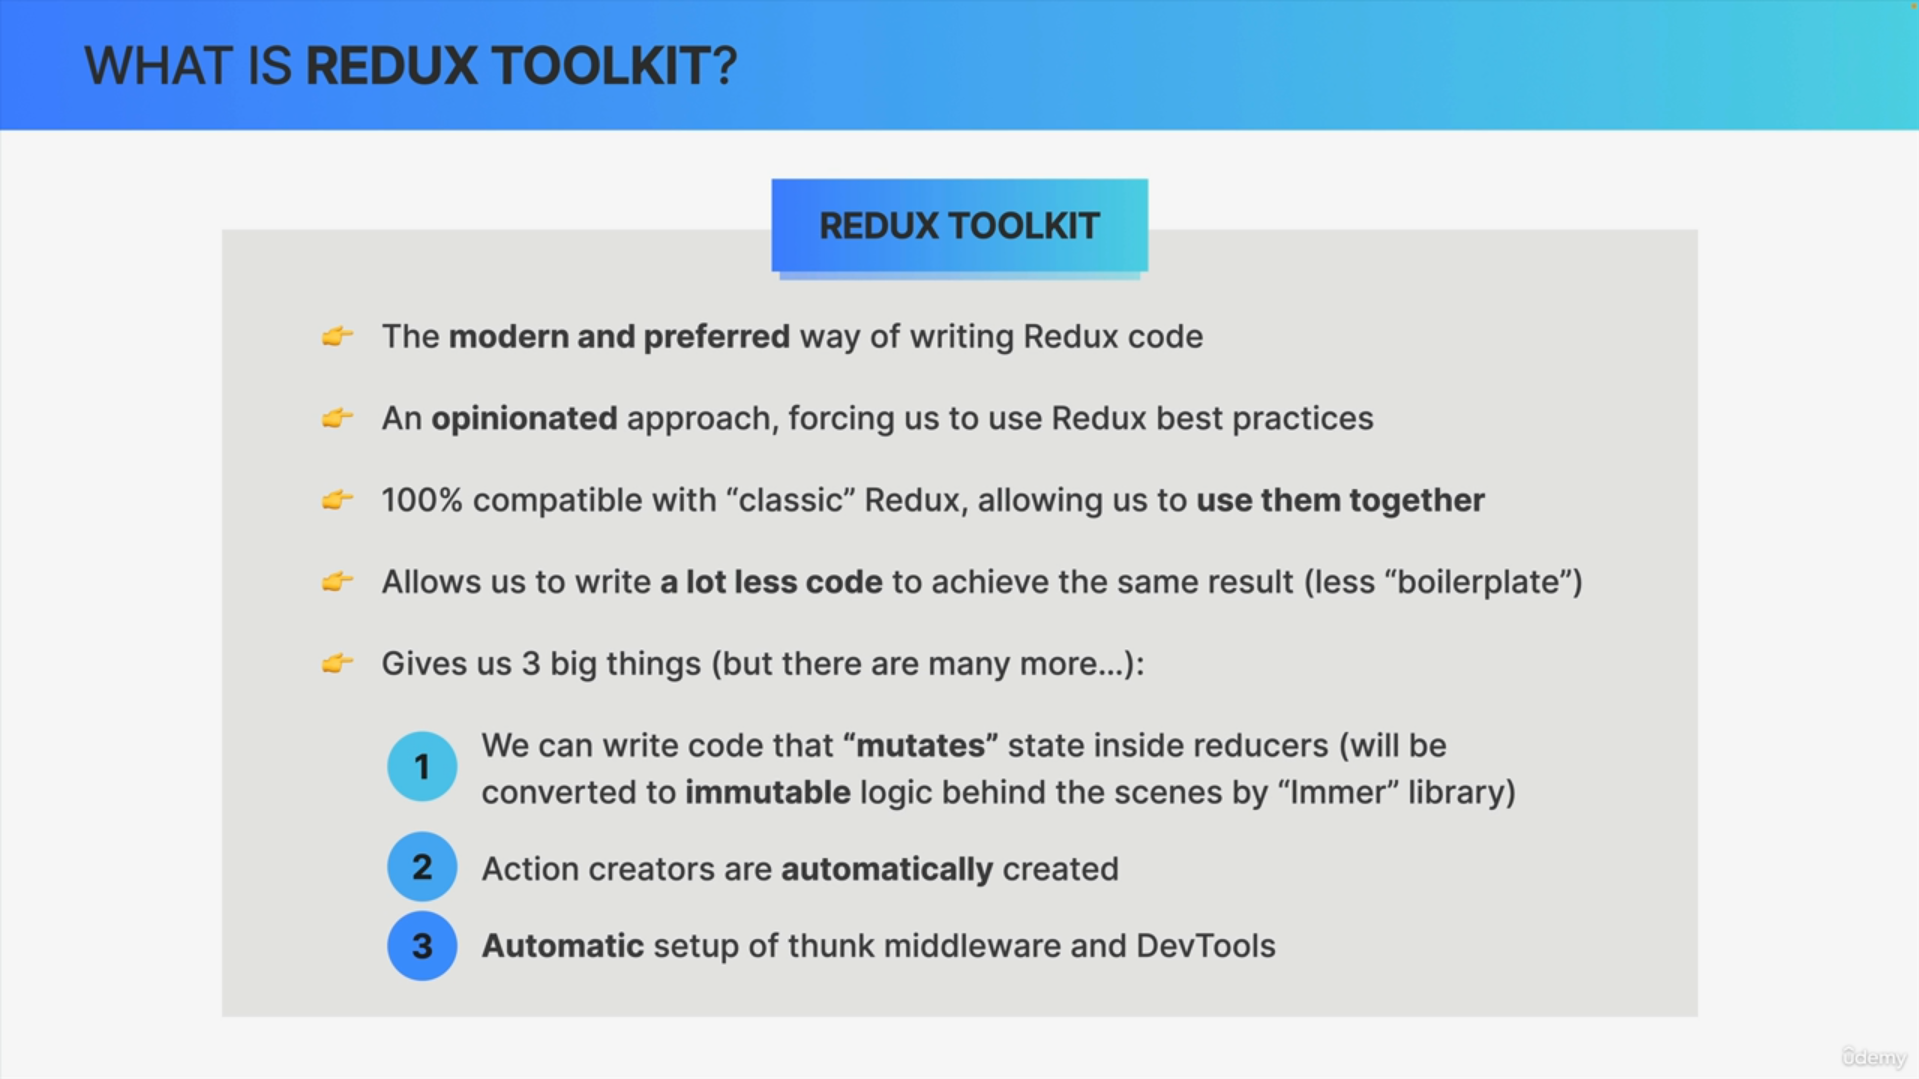 WHAT IS REDUX TOOLKIT?
REDUX TOOLKIT
The modern and preferred way of writing Redux code
An opinionated approach, forcing us to use Redux best practices
100% compatible with “classic” Redux, allowing us to use them together
Allows us to write a lot less code to achieve the same result (less “boilerplate”)
Gives us 3 big things (but there are many more...):
1 We can write code that “mutates” state inside reducers (will be
converted to immutable logic behind the scenes by “Immer” library)
2 Action creators are automatically created
3 Automatic setup of thunk middleware and DevTools
ûdemy